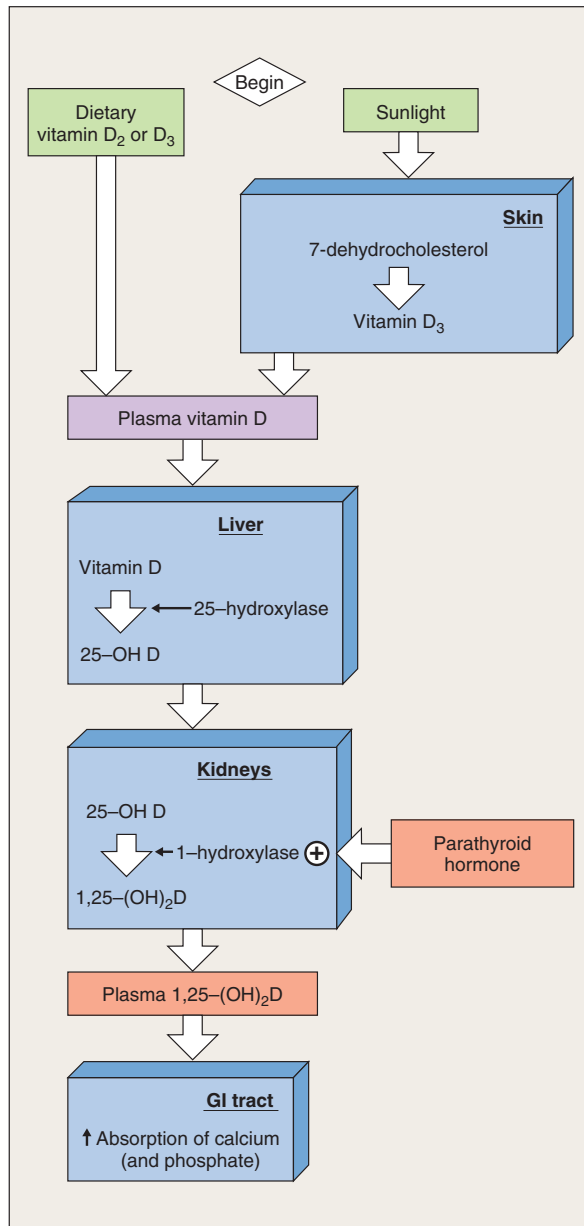 Begin
Dietary
vitamin D₂ or D₃
Sunlight
Skin
7-dehydrocholesterol
Vitamin D₃
Plasma vitamin D
Liver
Vitamin D
25–hydroxylase
25–OH D
Kidneys
25–OH D
1–hydroxylase +
1,25–(OH)₂D
Parathyroid
hormone
Plasma 1,25–(OH)₂D
GI tract
↑ Absorption of calcium
(and phosphate)